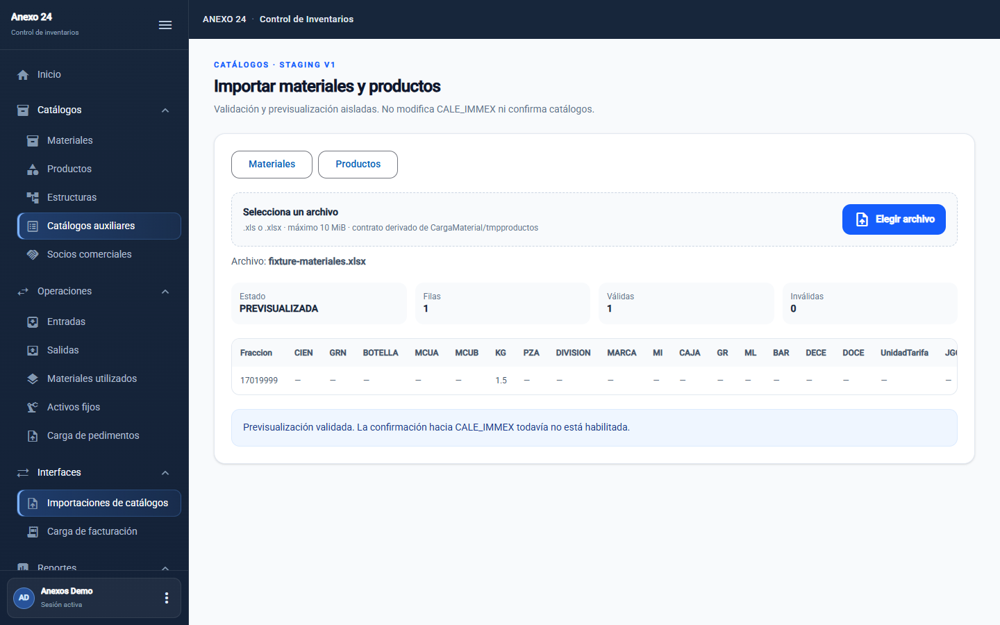 Anexo 24
Control de inventarios
Inicio
Catálogos
Materiales
Productos
Estructuras
Catálogos auxiliares
Socios comerciales
Operaciones
Entradas
Salidas
Materiales utilizados
Activos fijos
Carga de pedimentos
Interfaces
Importaciones de catálogos
Carga de facturación
Reportes
AD
Anexos Demo
Sesión activa
ANEXO 24 · Control de Inventarios
CATÁLOGOS · STAGING V1
Importar materiales y productos
Validación y previsualización aisladas. No modifica CALE_IMMEX ni confirma catálogos.
Materiales Productos
Selecciona un archivo
.xls o .xlsx · máximo 10 MiB · contrato derivado de CargaMaterial/tmpproductos
Elegir archivo
Archivo: fixture-materiales.xlsx
Estado Filas Válidas Inválidas
PREVISUALIZADA 1 1 0
Fraccion CIEN GRN BOTELLA MCUA MCUB KG PZA DIVISION MARCA MI CAJA GR ML BAR DECE DOCE UnidadTarifa
17019999 — — — — — 1.5 — — — — — — — — — — — —
Previsualización validada. La confirmación hacia CALE_IMMEX todavía no está habilitada.